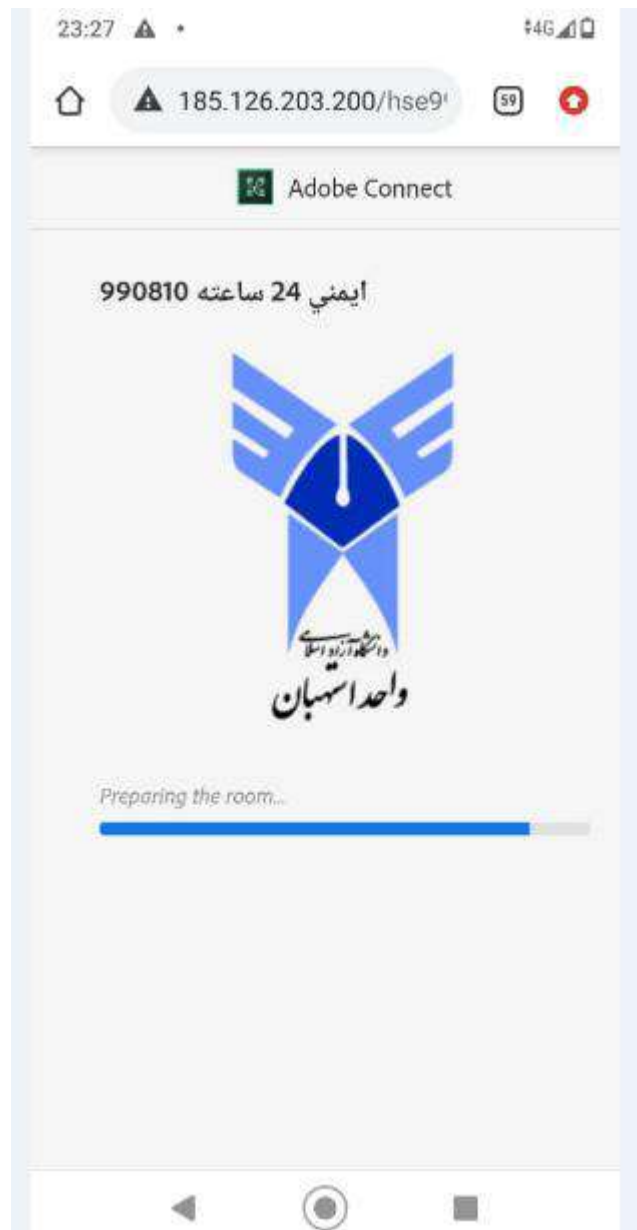 23:27
4G
185.126.203.200/hse9
59
Adobe Connect
ايمني 24 ساعته 990810
دانشگاه آزاد اسلامی
واحد استهبان
Preparing the room...